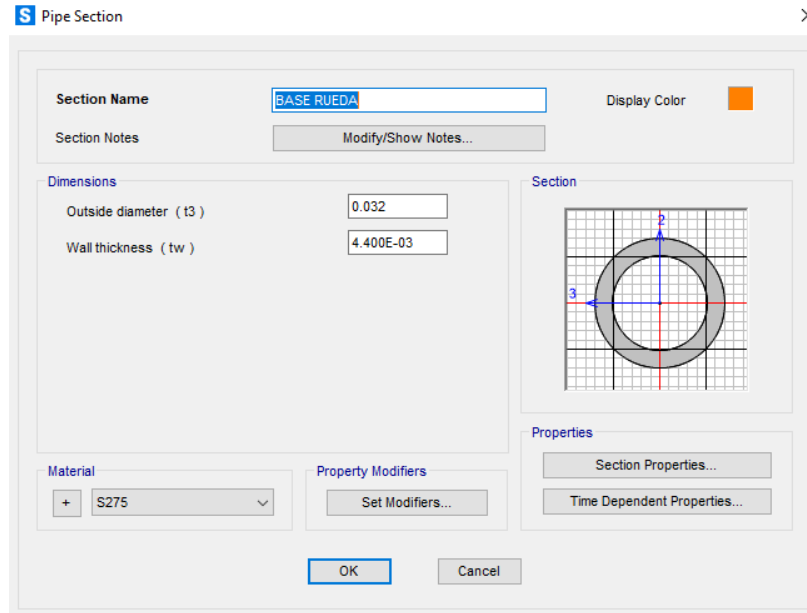 S Pipe Section
Section Name BASE RUEDA Display Color
Section Notes Modify/Show Notes...
Dimensions
Outside diameter ( t3 ) 0.032
Wall thickness ( tw ) 4.400E-03
Section
2
3
Properties
Section Properties...
Time Dependent Properties...
Material
+ S275
Property Modifiers
Set Modifiers...
OK Cancel